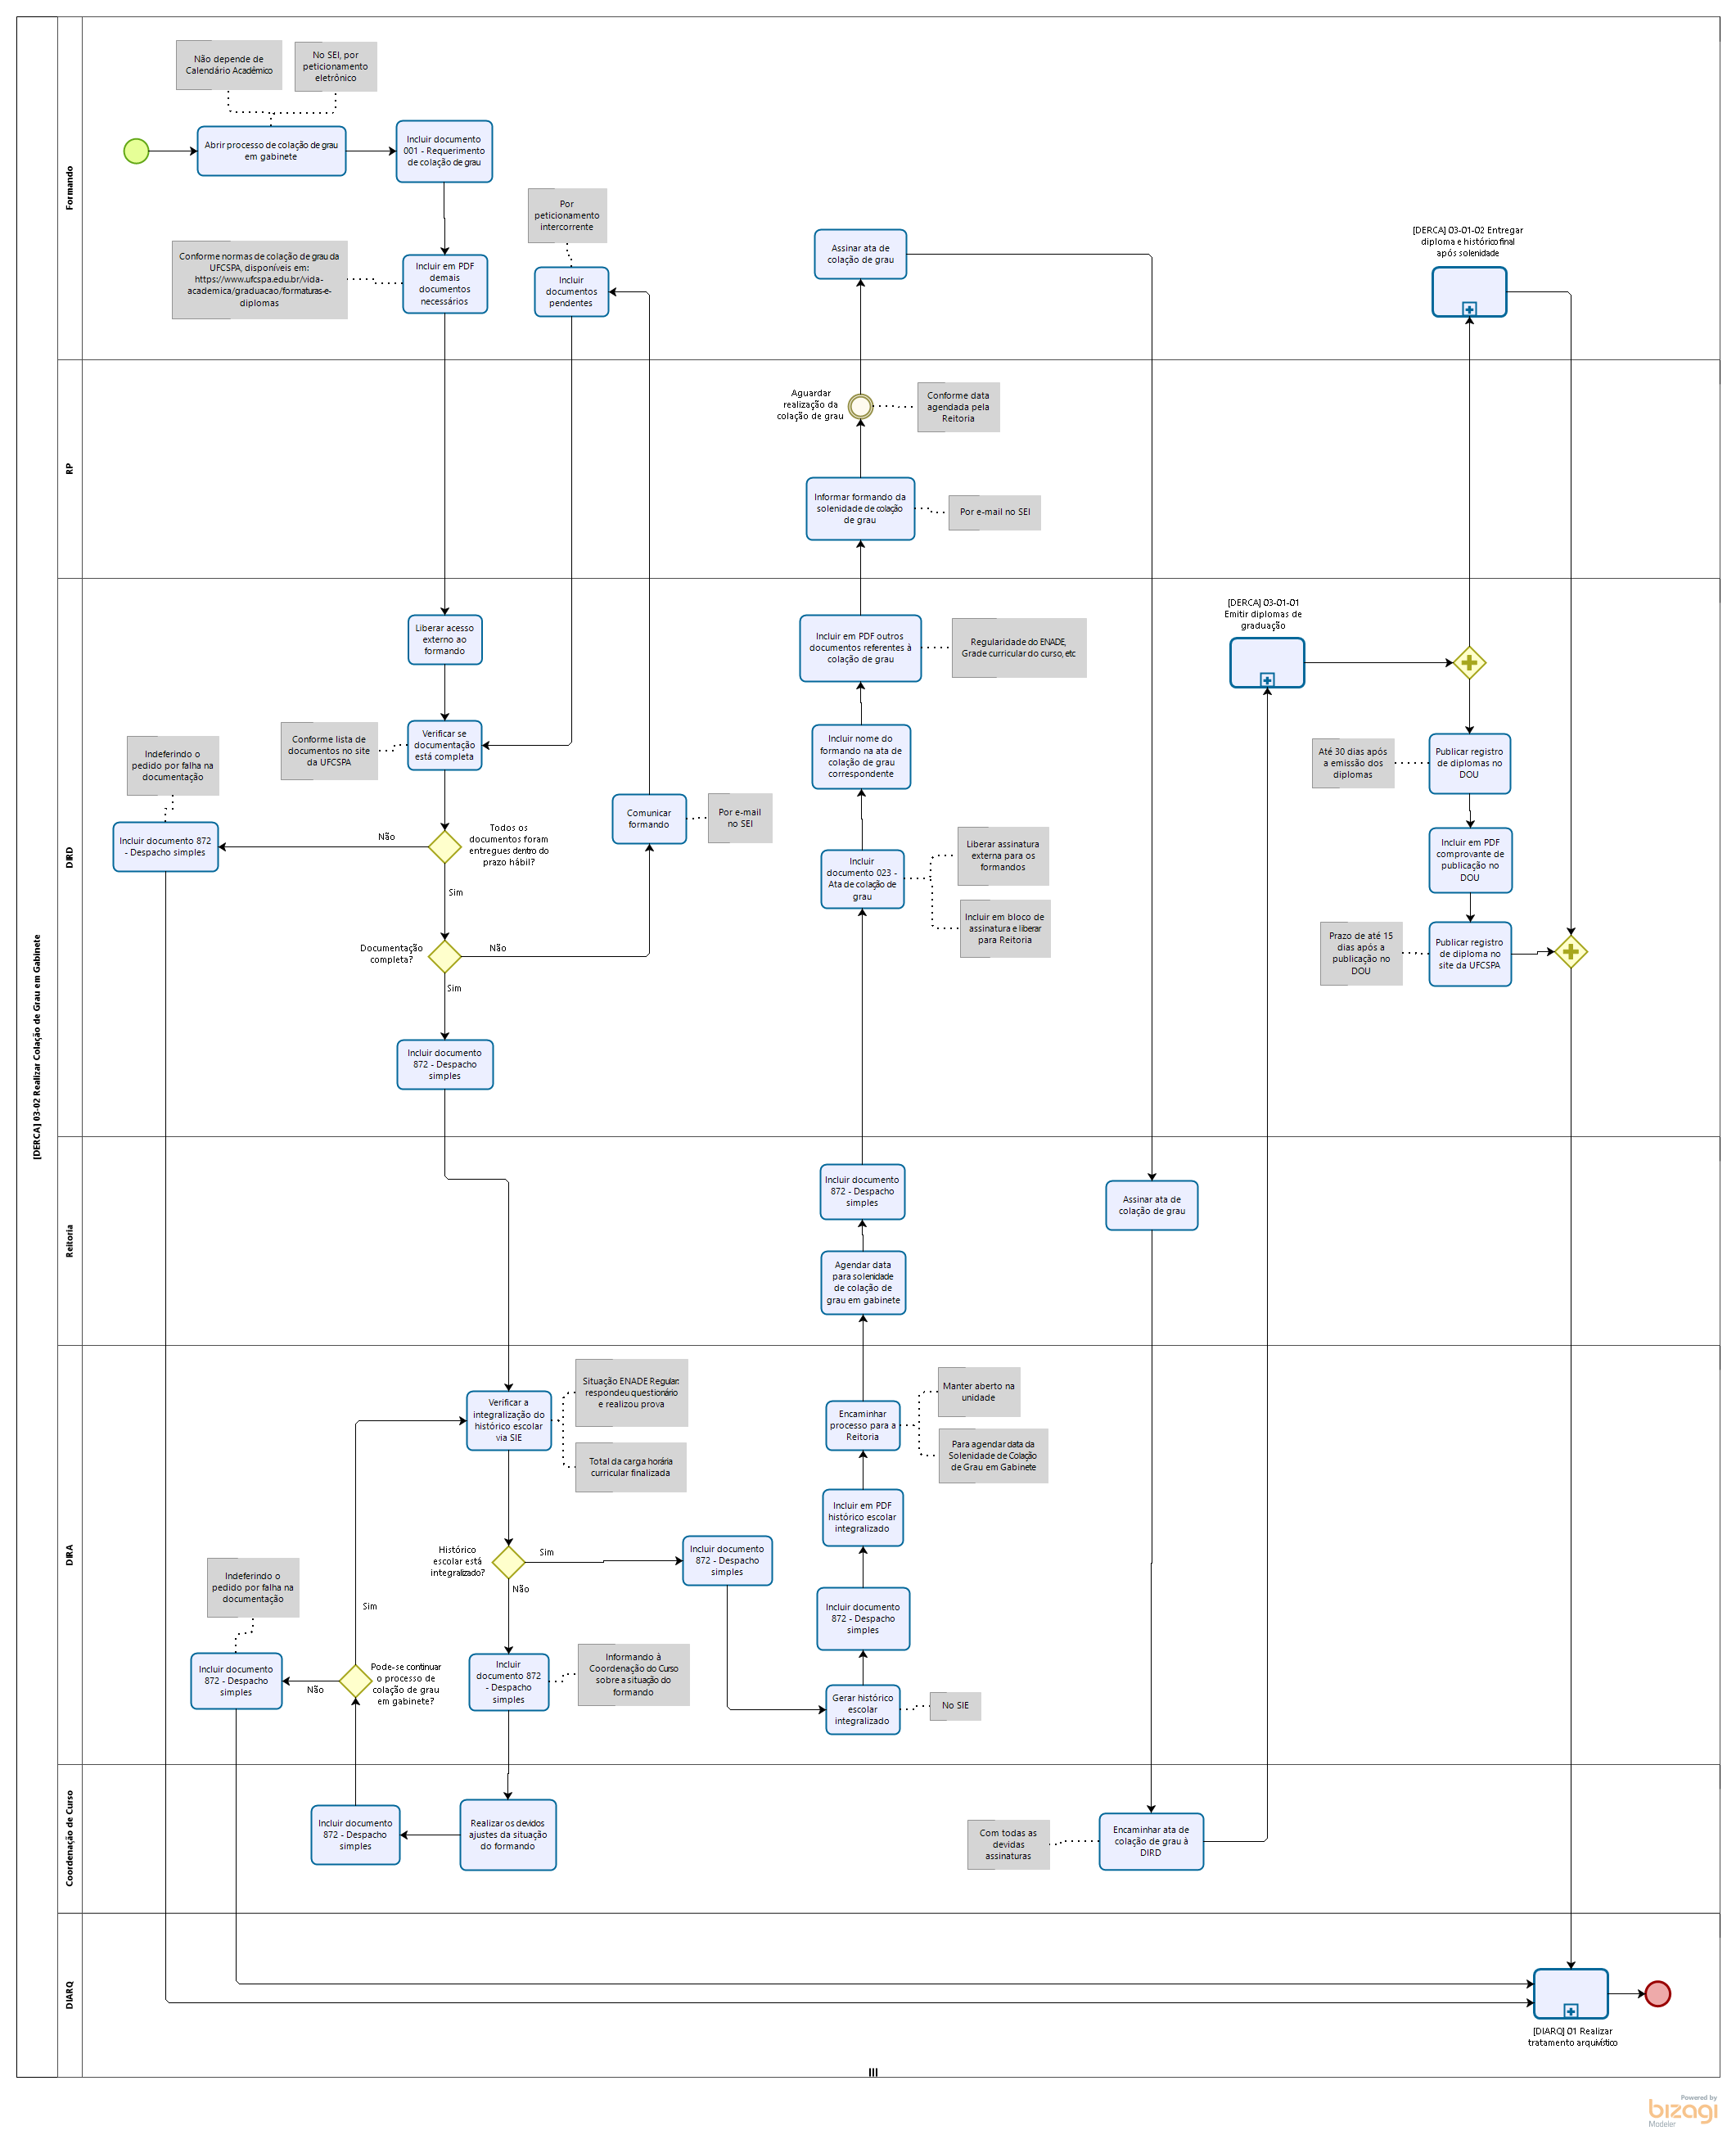 [DERCA] 03-02 Realizar Colação de Grau em Gabinete
Formando
Não depende de
Calendário Acadêmico
No SEI, por
peticionamento
eletrônico
Abrir processo de colação de grau
em gabinete
Incluir documento
001 - Requerimento
de colação de grau
Conforme normas de colação de grau da
UFCSPA, disponíveis em:
https://www.ufcspa.edu.br/vida-
academica/graduacao/formaturas-e-
diplomas
Incluir em PDF
demais
documentos
necessários
Por
peticionamento
intercorrente
Incluir
documentos
pendentes
Assinar ata de
colação de grau
[DERCA] 03-01-02 Entregar
diploma e histórico final
após solenidade
RP
Aguardar
realização da
colação de grau
Conforme data
agendada pela
Reitoria
Informar formando da
solenidade de colação
de grau
Por e-mail no SEI
DIRD
Liberar acesso
externo ao
formando
Conforme lista de
documentos no site
da UFCSPA
Verificar se
documentação
está completa
Indeferindo o
pedido por falha na
documentação
Incluir documento 872
- Despacho simples
Não
Todos os
documentos foram
entregues dentro do
prazo hábil?
Sim
Documentação
completa?
Não
Sim
Comunicar
formando
Por e-mail
no SEI
Incluir documento
872 - Despacho
simples
Incluir em PDF outros
documentos referentes à
colação de grau
Regularidade do ENADE,
Grade curricular do curso, etc
Incluir nome do
formando na ata de
colação de grau
correspondente
Incluir
documento 023 -
Ata de colação de
grau
Liberar assinatura
externa para os
formandos
Incluir em bloco de
assinatura e liberar
para Reitoria
[DERCA] 03-01-01
Emitir diplomas de
graduação
Até 30 dias após
a emissão dos
diplomas
Publicar registro
de diplomas no
DOU
Incluir em PDF
comprovante de
publicação no
DOU
Prazo de até 15
dias após a
publicação no
DOU
Publicar registro
de diploma no
site da UFCSPA
Reitoria
Incluir documento
872 - Despacho
simples
Agendar data
para solenidade
de colação de
grau em gabinete
Assinar ata de
colação de grau
DIRA
Verificar a
integralização do
histórico escolar
via SIE
Situação ENADE Regular:
respondeu questionário
e realizou prova
Total da carga horária
curricular finalizada
Histórico
escolar está
integralizado?
Sim
Não
Incluir documento
872 - Despacho
simples
Indeferindo o
pedido por falha na
documentação
Sim
Incluir documento
872 - Despacho
simples
Não
Pode-se continuar
o processo de
colação de grau
em gabinete?
Incluir
documento 872
- Despacho
simples
Informando à
Coordenação do Curso
sobre a situação do
formando
Encaminhar
processo para a
Reitoria
Manter aberto na
unidade
Para agendar data da
Solenidade de Colação
de Grau em Gabinete
Incluir em PDF
histórico escolar
integralizado
Incluir documento
872 - Despacho
simples
Gerar histórico
escolar
integralizado
No SIE
Coordenação de Curso
Incluir documento
872 - Despacho
simples
Realizar os devidos
ajustes da situação
do formando
Com todas as
devidas
assinaturas
Encaminhar ata de
colação de grau à
DIRD
DIARQ
[DIARQ] 01 Realizar
tratamento arquivístico
Powered by
bizagi
Modeler